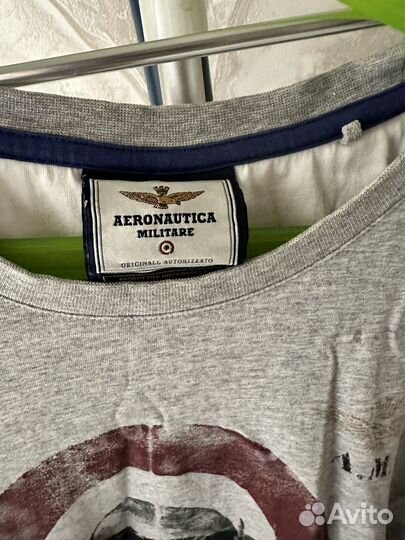 AERONAUTICA
MILITARE
ORIGINALE AUTORIZZATO
A.M
Avito